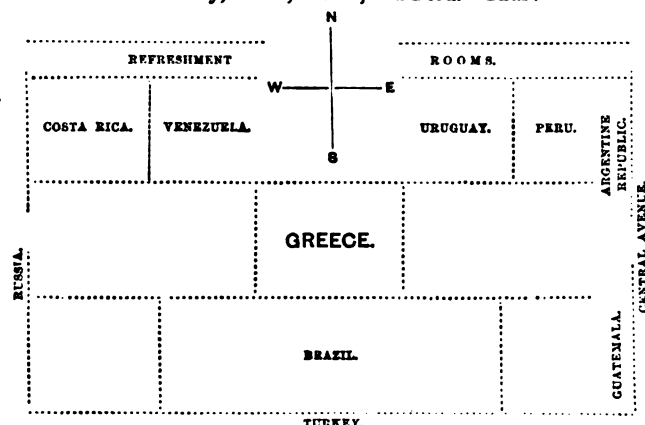 N
REFRESHMENT ROOMS.
W E
COSTA RICA. VENEZUELA. URUGUAY. PERU.
S
ARGENTINE
REPUBLIC.
GREECE.
RUSSIA.
CENTRAL AVENUE.
BRAZIL.
GUATEMALA.
TURKEY